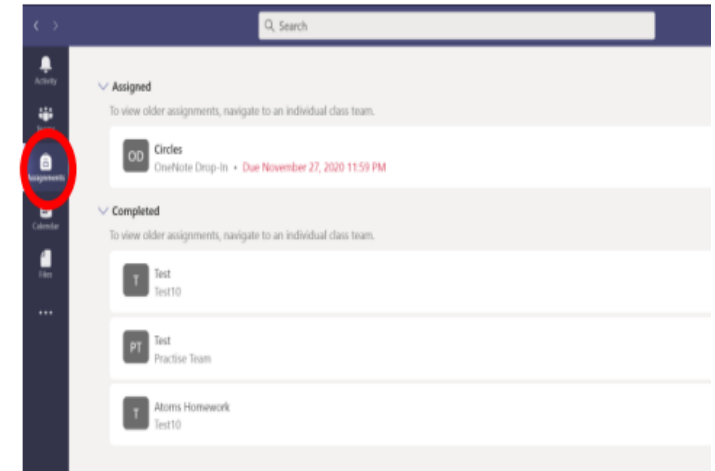 Search
Activity
Assigned
To view older assignments, navigate to an individual class team.
OD
Circles
OneNote Drop-In • Due November 27, 2020 11:59 PM
Assignments
Completed
Calendar
To view older assignments, navigate to an individual class team.
Files
T
Test
Test10
...
PT
Test
Practise Team
T
Atoms Homework
Test10